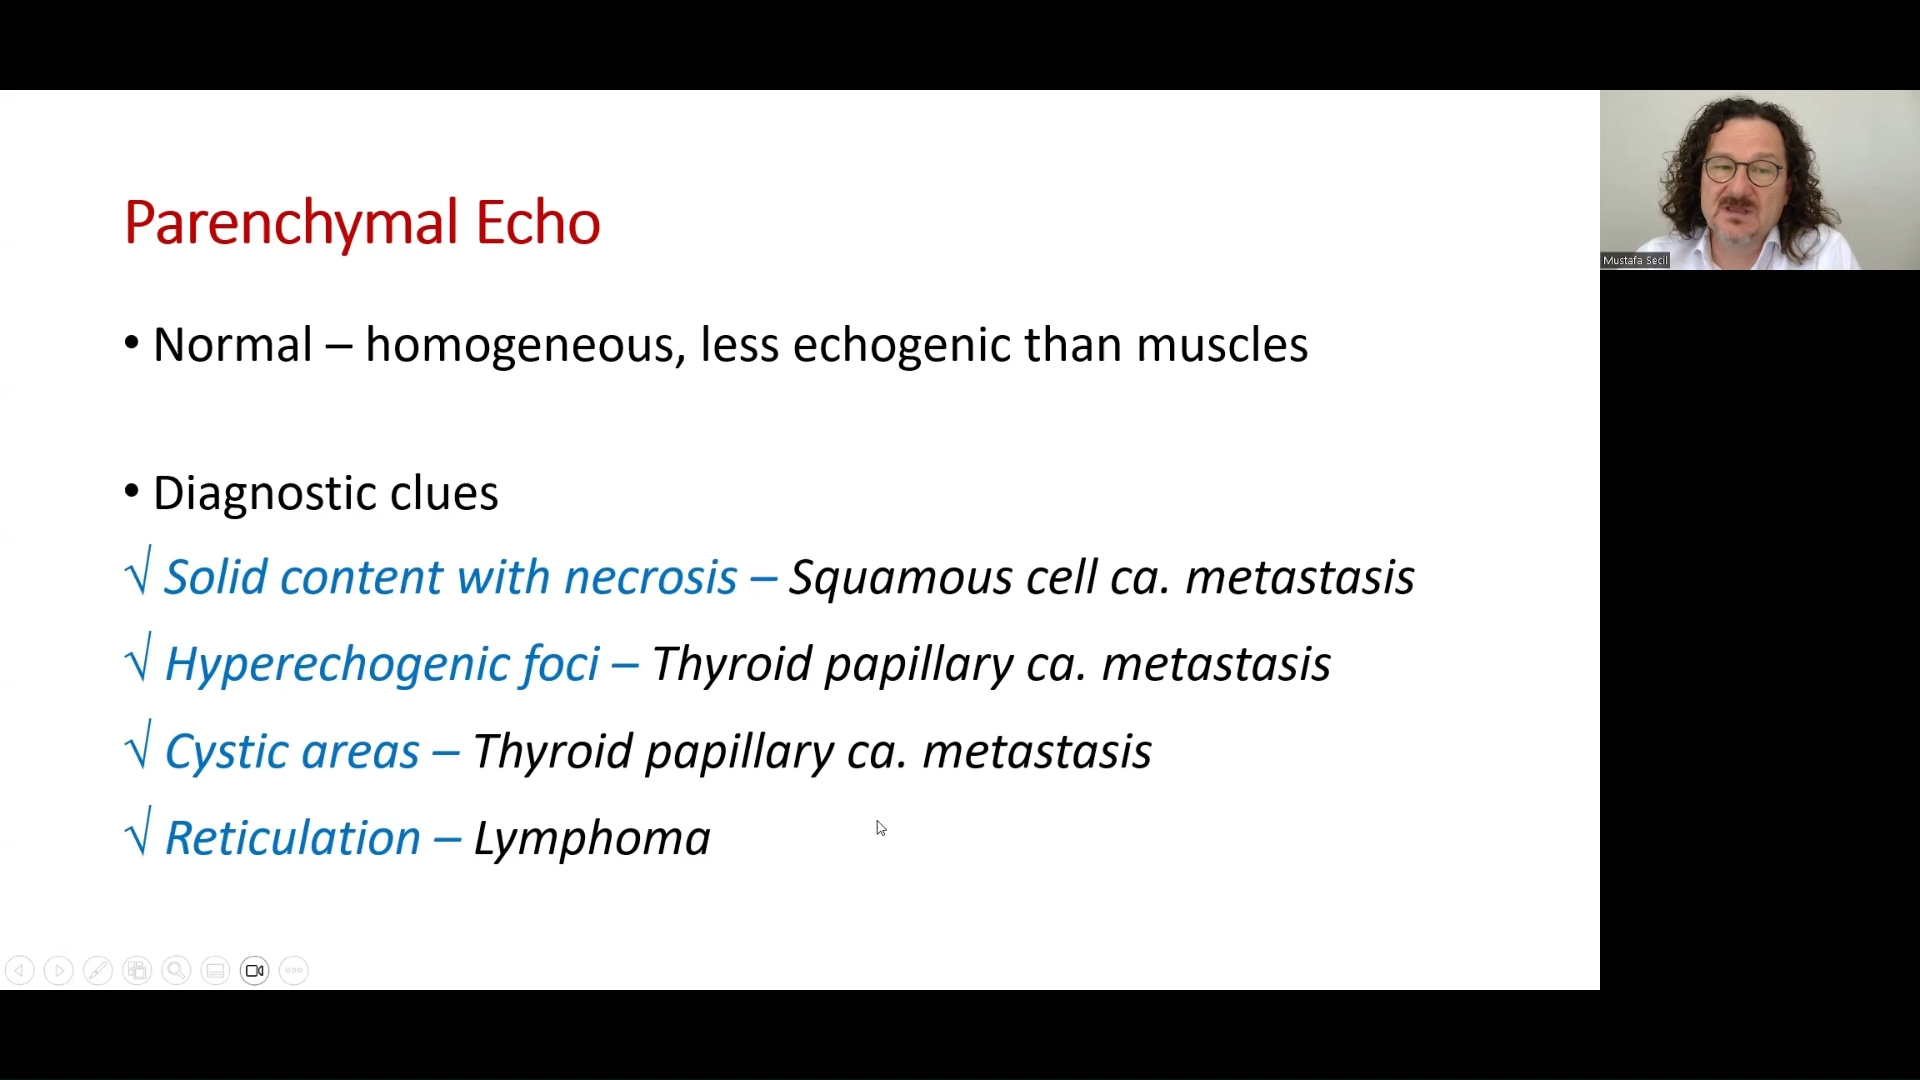 Parenchymal Echo
• Normal – homogeneous, less echogenic than muscles
• Diagnostic clues
√ Solid content with necrosis – Squamous cell ca. metastasis
√ Hyperechogenic foci – Thyroid papillary ca. metastasis
√ Cystic areas – Thyroid papillary ca. metastasis
√ Reticulation – Lymphoma
Mustafa Secil